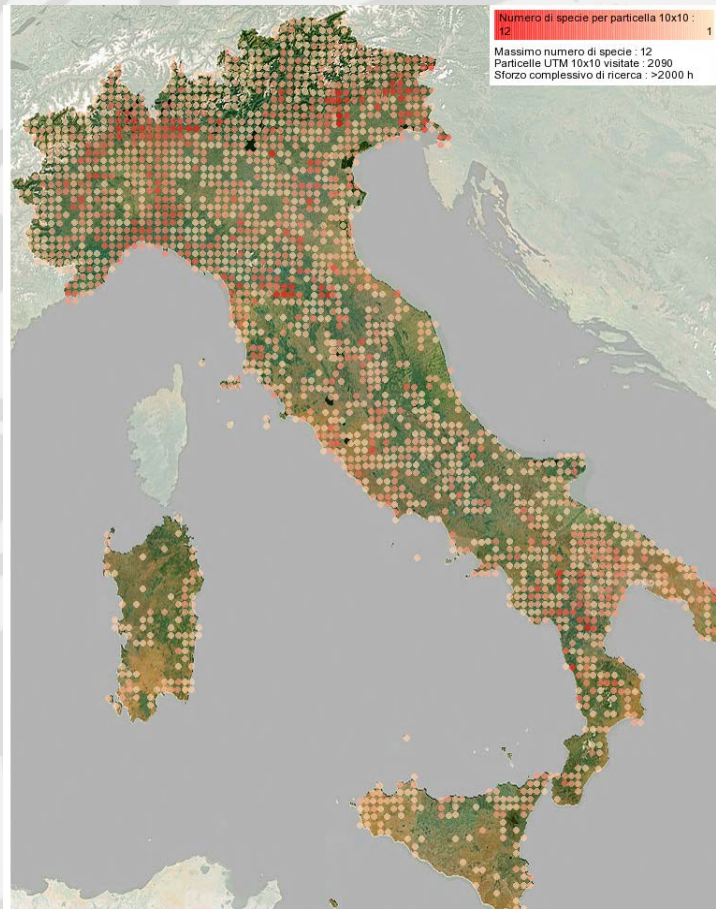 Numero di specie per particella 10x10 :
12 1
Massimo numero di specie : 12
Particelle UTM 10x10 visitate : 2090
Sforzo complessivo di ricerca : >2000 h